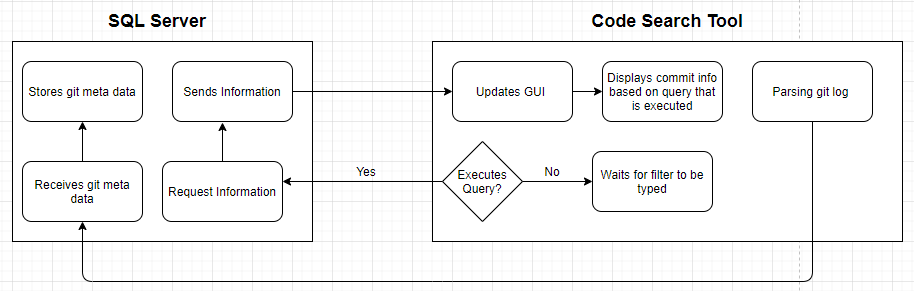 SQL Server
Code Search Tool
Stores git meta data
Sends Information
Updates GUI
Displays commit info
based on query that
is executed
Parsing git log
Receives git meta
data
Request Information
Yes
Executes
Query?
No
Waits for filter to be
typed